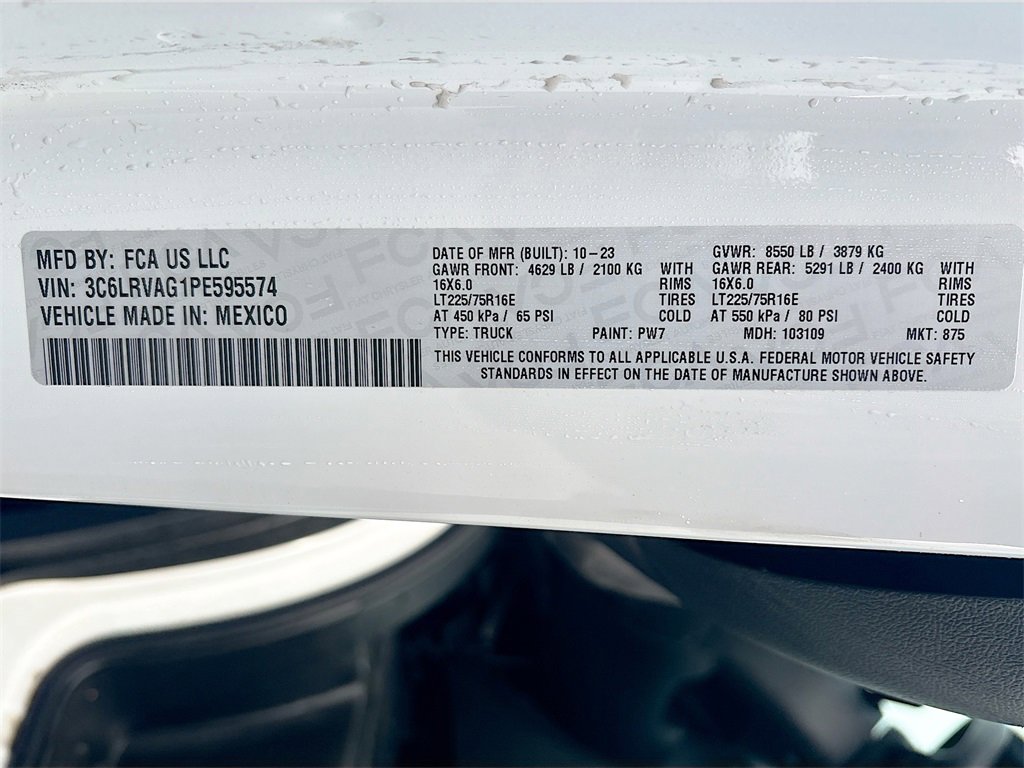 MFD BY: FCA US LLC
VIN: 3C6LRVAG1PE595574
VEHICLE MADE IN: MEXICO
DATE OF MFR (BUILT): 10-23 GVWR: 8550 LB / 3879 KG
GAWR FRONT: 4629 LB / 2100 KG WITH GAWR REAR: 5291 LB / 2400 KG WITH
16X6.0 RIMS 16X6.0 RIMS
LT225/75R16E TIRES LT225/75R16E TIRES
AT 450 kPa / 65 PSI COLD AT 550 kPa / 80 PSI COLD
TYPE: TRUCK PAINT: PW7 MDH: 103109 MKT: 875
THIS VEHICLE CONFORMS TO ALL APPLICABLE U.S.A. FEDERAL MOTOR VEHICLE SAFETY
STANDARDS IN EFFECT ON THE DATE OF MANUFACTURE SHOWN ABOVE.